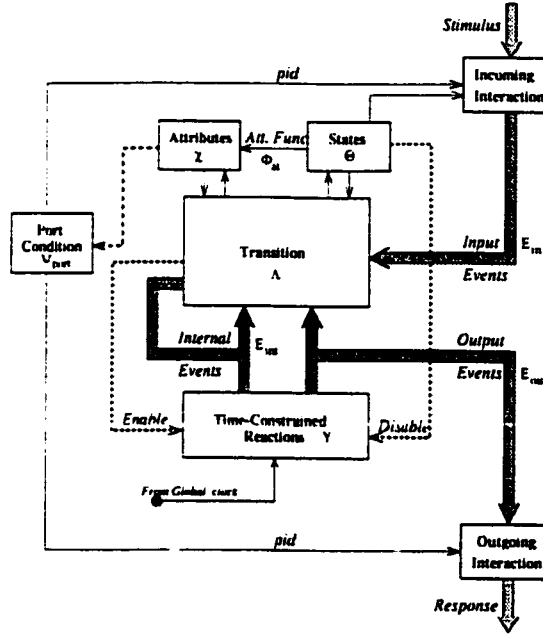 Stimulus
pid
Incoming
Interaction
Attributes
Att. Func
States
Θ
Φat
Port
Condition
Transition
Λ
Input
Ein
Events
Internal
Events
Output
Events
Enable
Time-Constrained
Reactions
Disable
From Global clock
pid
Outgoing
Interaction
Response